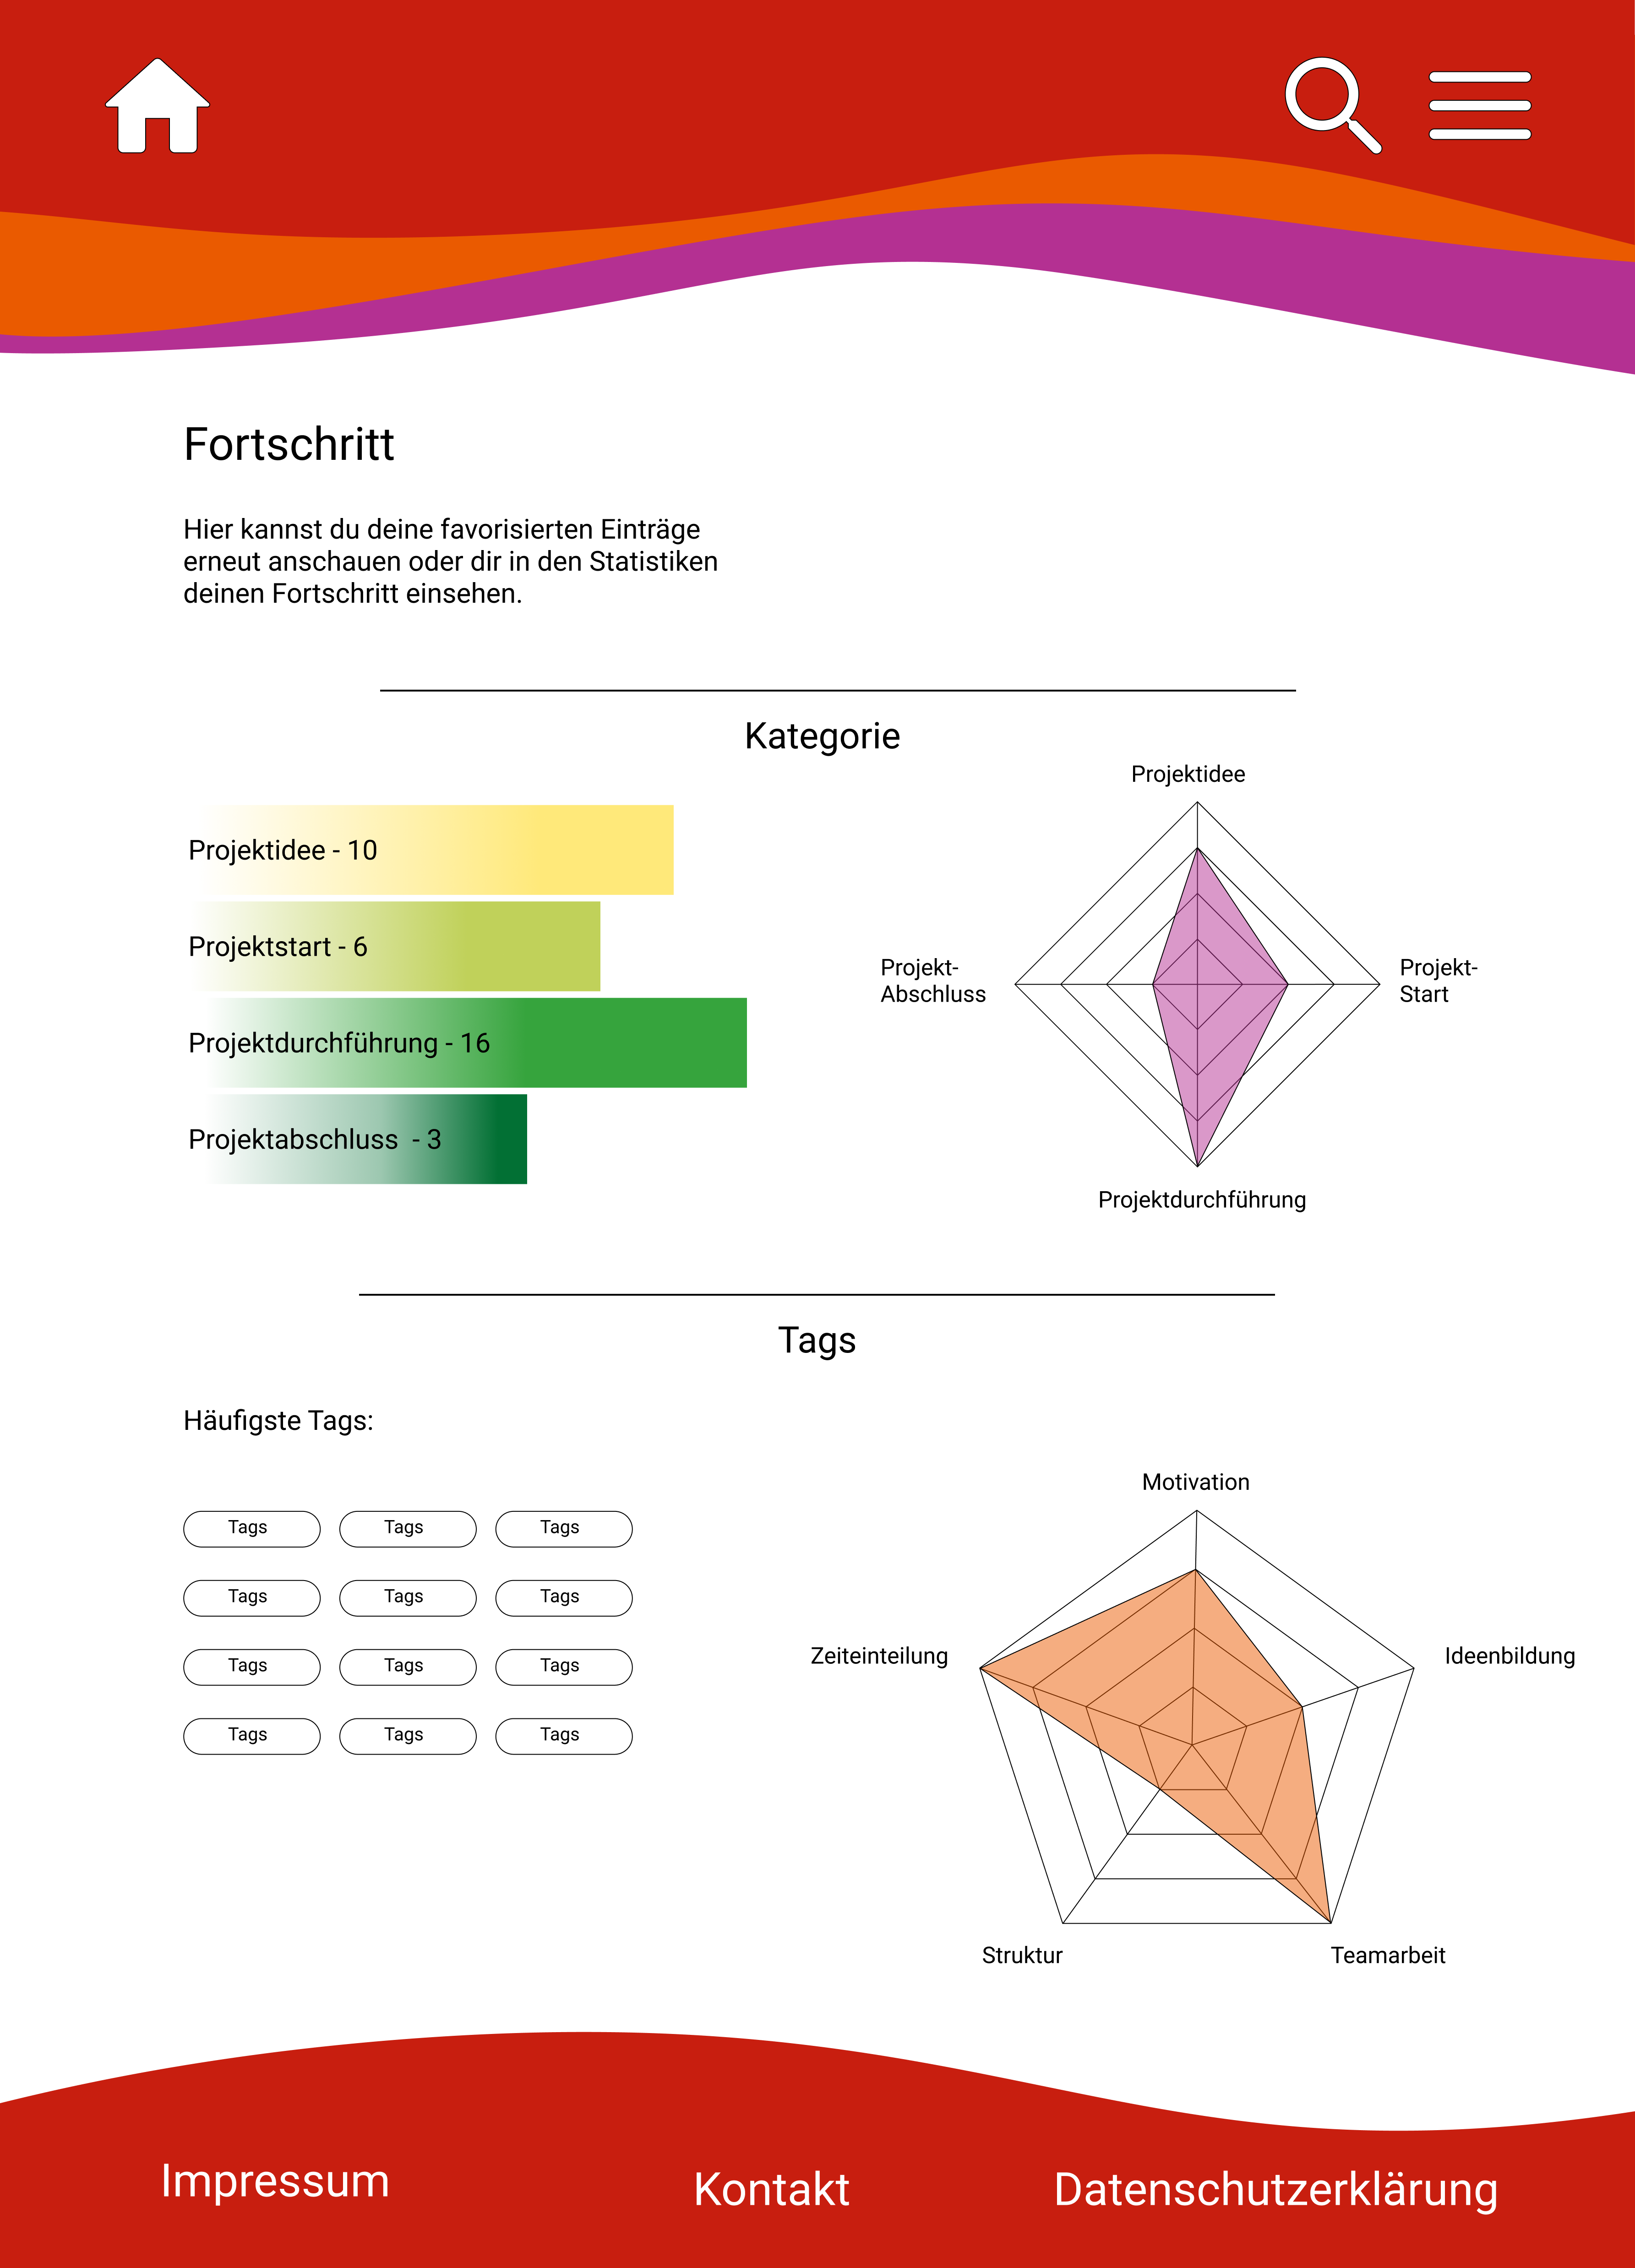 Fortschritt
Hier kannst du deine favorisierten Einträge
erneut anschauen oder dir in den Statistiken
deinen Fortschritt einsehen.
Kategorie
Projektidee - 10
Projektstart - 6
Projektdurchführung - 16
Projektabschluss - 3
Projektidee
Projekt-
Abschluss
Projekt-
Start
Projektdurchführung
Tags
Häufigste Tags:
Tags Tags Tags
Tags Tags Tags
Tags Tags Tags
Tags Tags Tags
Motivation
Zeiteinteilung
Ideenbildung
Struktur
Teamarbeit
Impressum
Kontakt
Datenschutzerklärung